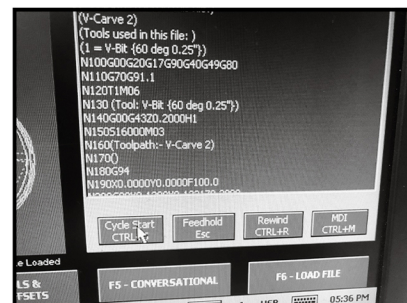 (V-Carve 2)
(Tools used in this file: )
(1 = V-Bit {60 deg 0.25"})
N100G00G20G17G90G40G49G80
N110G70G91.1
N120T1M06
N130 (Tool: V-Bit {60 deg 0.25"})
N140G00G43Z0.2000H1
N150S16000M03
N160(Toolpath:- V-Carve 2)
N170()
N180G94
N190X0.0000Y0.0000F100.0
Cycle Start
CTRL+
Feedhold
Esc
Rewind
CTRL+R
MDI
CTRL+M
Loaded
F5 - CONVERSATIONAL
F6 - LOAD FILE
05:36 PM